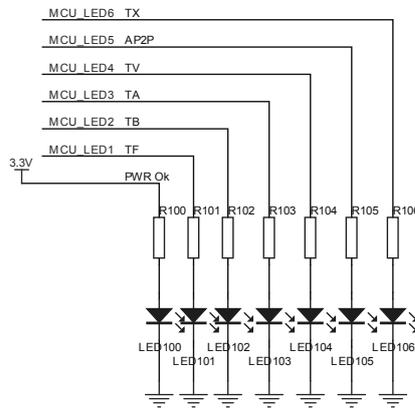 MCU_LED6 TX
MCU_LED5 AP2P
MCU_LED4 TV
MCU_LED3 TA
MCU_LED2 TB
MCU_LED1 TF
3.3V
PWR Ok
R100 R101 R102 R103 R104 R105 R106
LED100 LED102 LED104 LED106
LED101 LED103 LED105